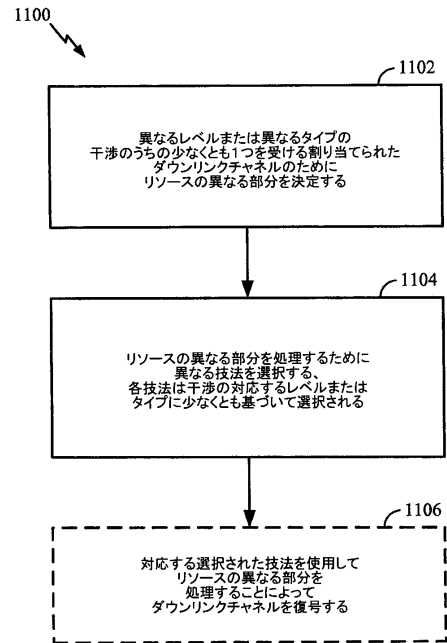 1100
1102
異なるレベルまたは異なるタイプの
干渉のうちの少なくとも1つを受ける割り当てられた
ダウンリンクチャネルのために
リソースの異なる部分を決定する
1104
リソースの異なる部分を処理するために
異なる技法を選択する、
各技法は干渉の対応するレベルまたは
タイプに少なくとも基づいて選択される
1106
対応する選択された技法を使用して
リソースの異なる部分を
処理することによって
ダウンリンクチャネルを復号する